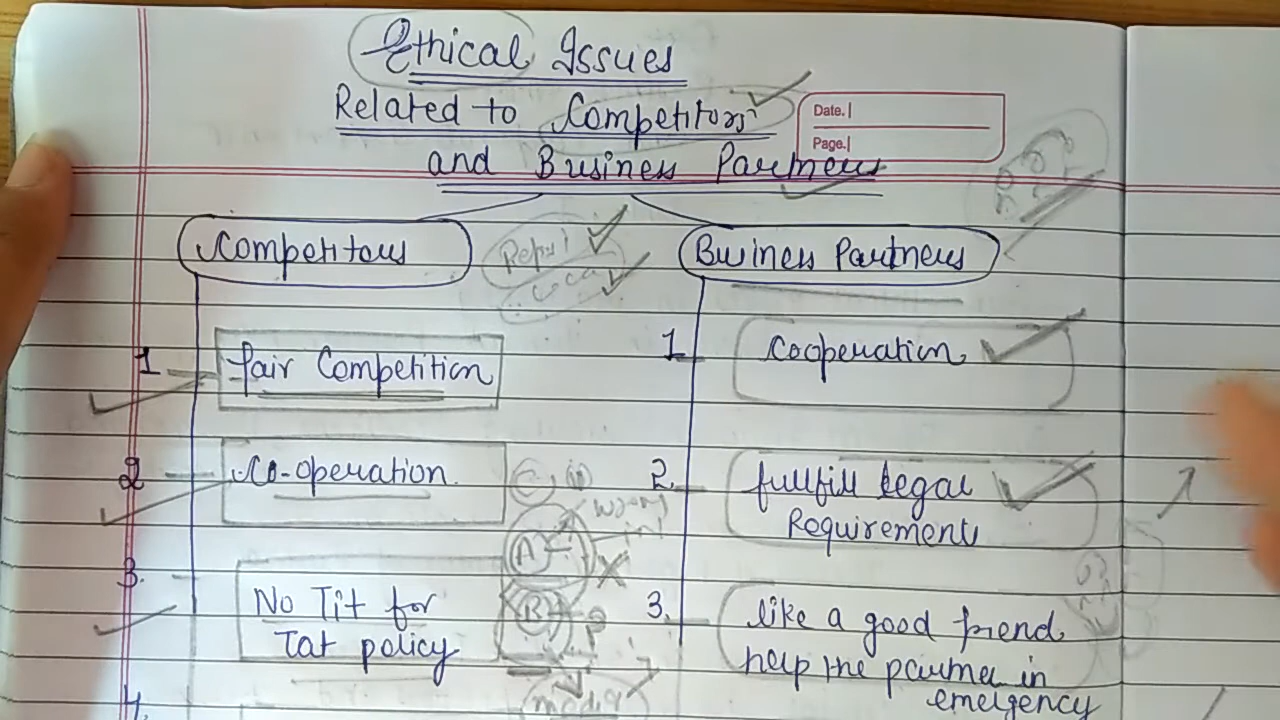 Ethical Issues
Related to Competitors
and Business Partners
Date.|
Page.|
Competitors
Business Partners
1 fair Competition
2 Co-operation
3. No Tit for
Tat policy
4.
1 Cooperation
2. fullfill legal
Requirements
3. like a good friend
help the partner in
emergency